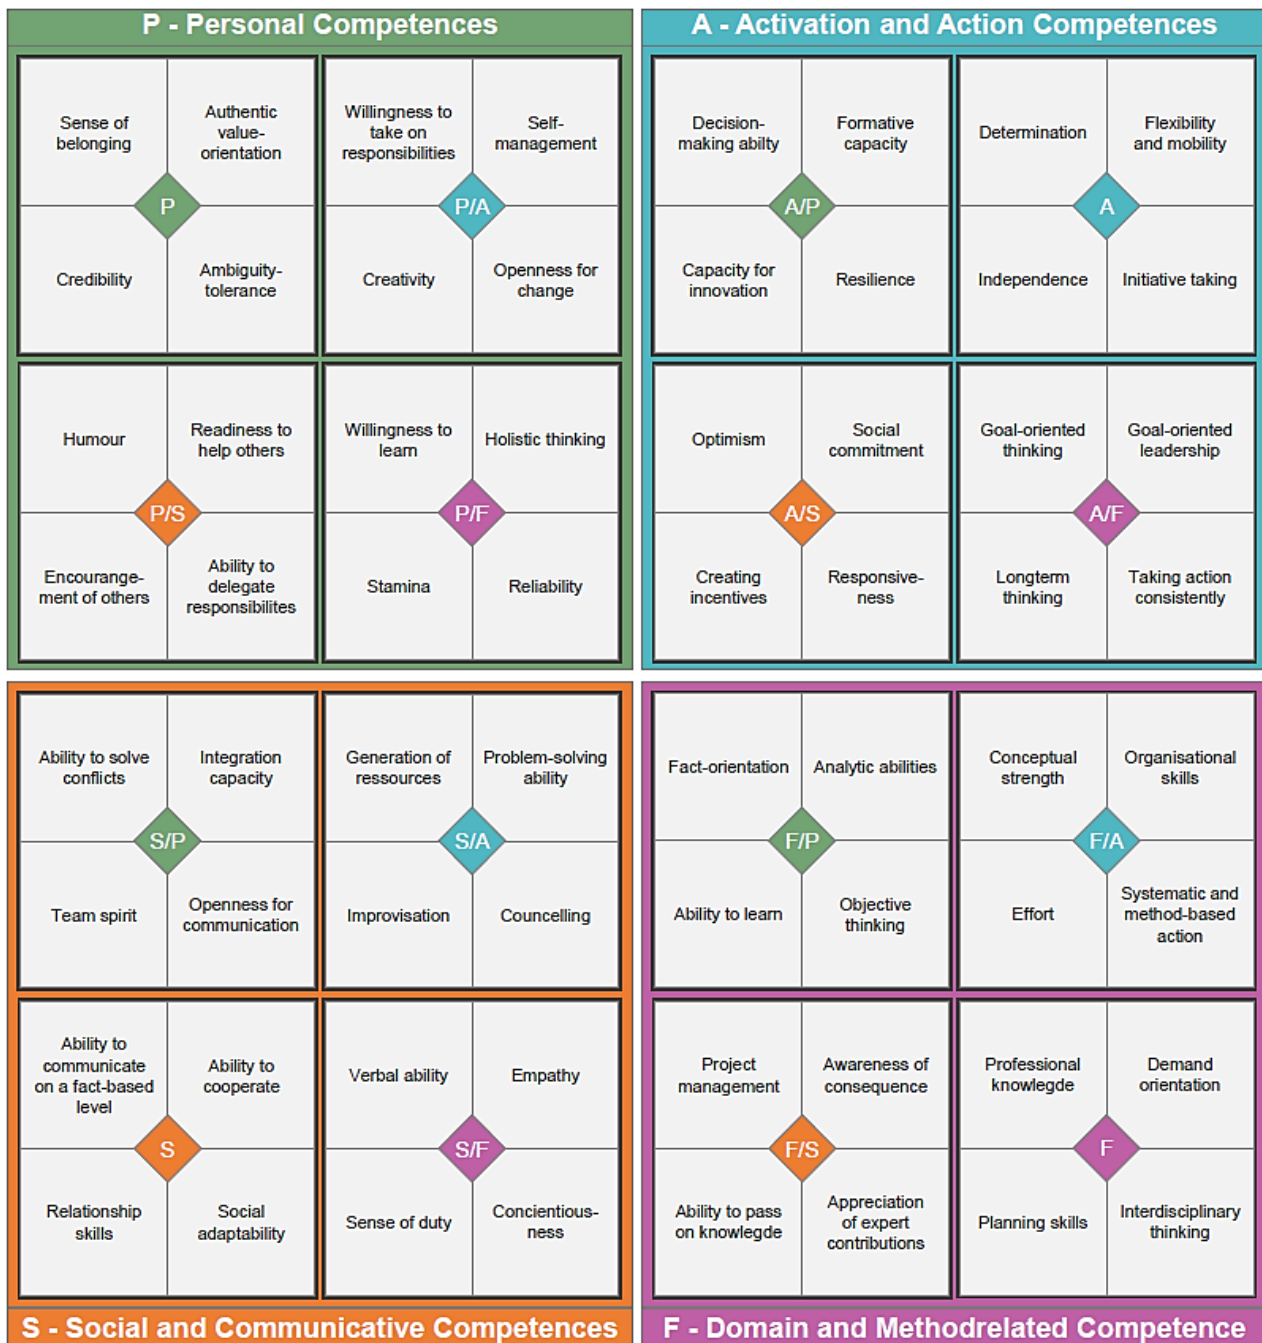 P - Personal Competences
Sense of
belonging
Authentic
value-
orientation
P
Credibility
Ambiguity-
tolerance
Willingness to
take on
responsibilities
Self-
management
P/A
Creativity
Openness for
change
Humour
Readiness to
help others
P/S
Encourange-
ment of others
Ability to
delegate
responsibilites
Willingness to
learn
Holistic thinking
P/F
Stamina
Reliability
A - Activation and Action Competences
Decision-
making abilty
Formative
capacity
A/P
Capacity for
innovation
Resilience
Determination
Flexibility
and mobility
A
Independence
Initiative taking
Optimism
Social
commitment
A/S
Creating
incentives
Responsive-
ness
Goal-oriented
thinking
Goal-oriented
leadership
A/F
Longterm
thinking
Taking action
consistently
Ability to solve
conflicts
Integration
capacity
S/P
Team spirit
Openness for
communication
Generation of
ressources
Problem-solving
ability
S/A
Improvisation
Councelling
Ability to
communicate
on a fact-based
level
Ability to
cooperate
S
Relationship
skills
Social
adaptability
Verbal ability
Empathy
S/F
Sense of duty
Concientious-
ness
S - Social and Communicative Competences
Fact-orientation
Analytic abilities
F/P
Ability to learn
Objective
thinking
Conceptual
strength
Organisational
skills
F/A
Effort
Systematic and
method-based
action
Project
management
Awareness of
consequence
F/S
Ability to pass
on knowlegde
Appreciation
of expert
contributions
Professional
knowlegde
Demand
orientation
F
Planning skills
Interdisciplinary
thinking
F - Domain and Methodrelated Competence